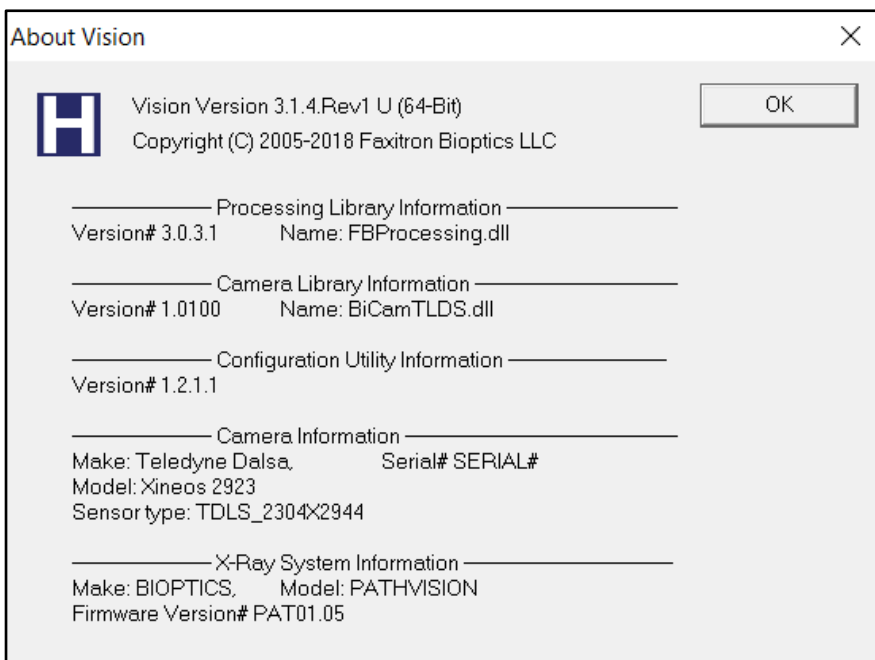 About Vision
Vision Version 3.1.4.Rev1 U (64-Bit)
OK
Copyright (C) 2005-2018 Faxitron Bioptics LLC
Processing Library Information
Version# 3.0.3.1 Name: FBProcessing.dll
Camera Library Information
Version# 1.0100 Name: BiCamTLDS.dll
Configuration Utility Information
Version# 1.2.1.1
Camera Information
Make: Teledyne Dalsa, Serial# SERIAL#
Model: Xineos 2923
Sensor type: TDLS_2304X2944
X-Ray System Information
Make: BIOPTICS, Model: PATHVISION
Firmware Version# PAT01.05